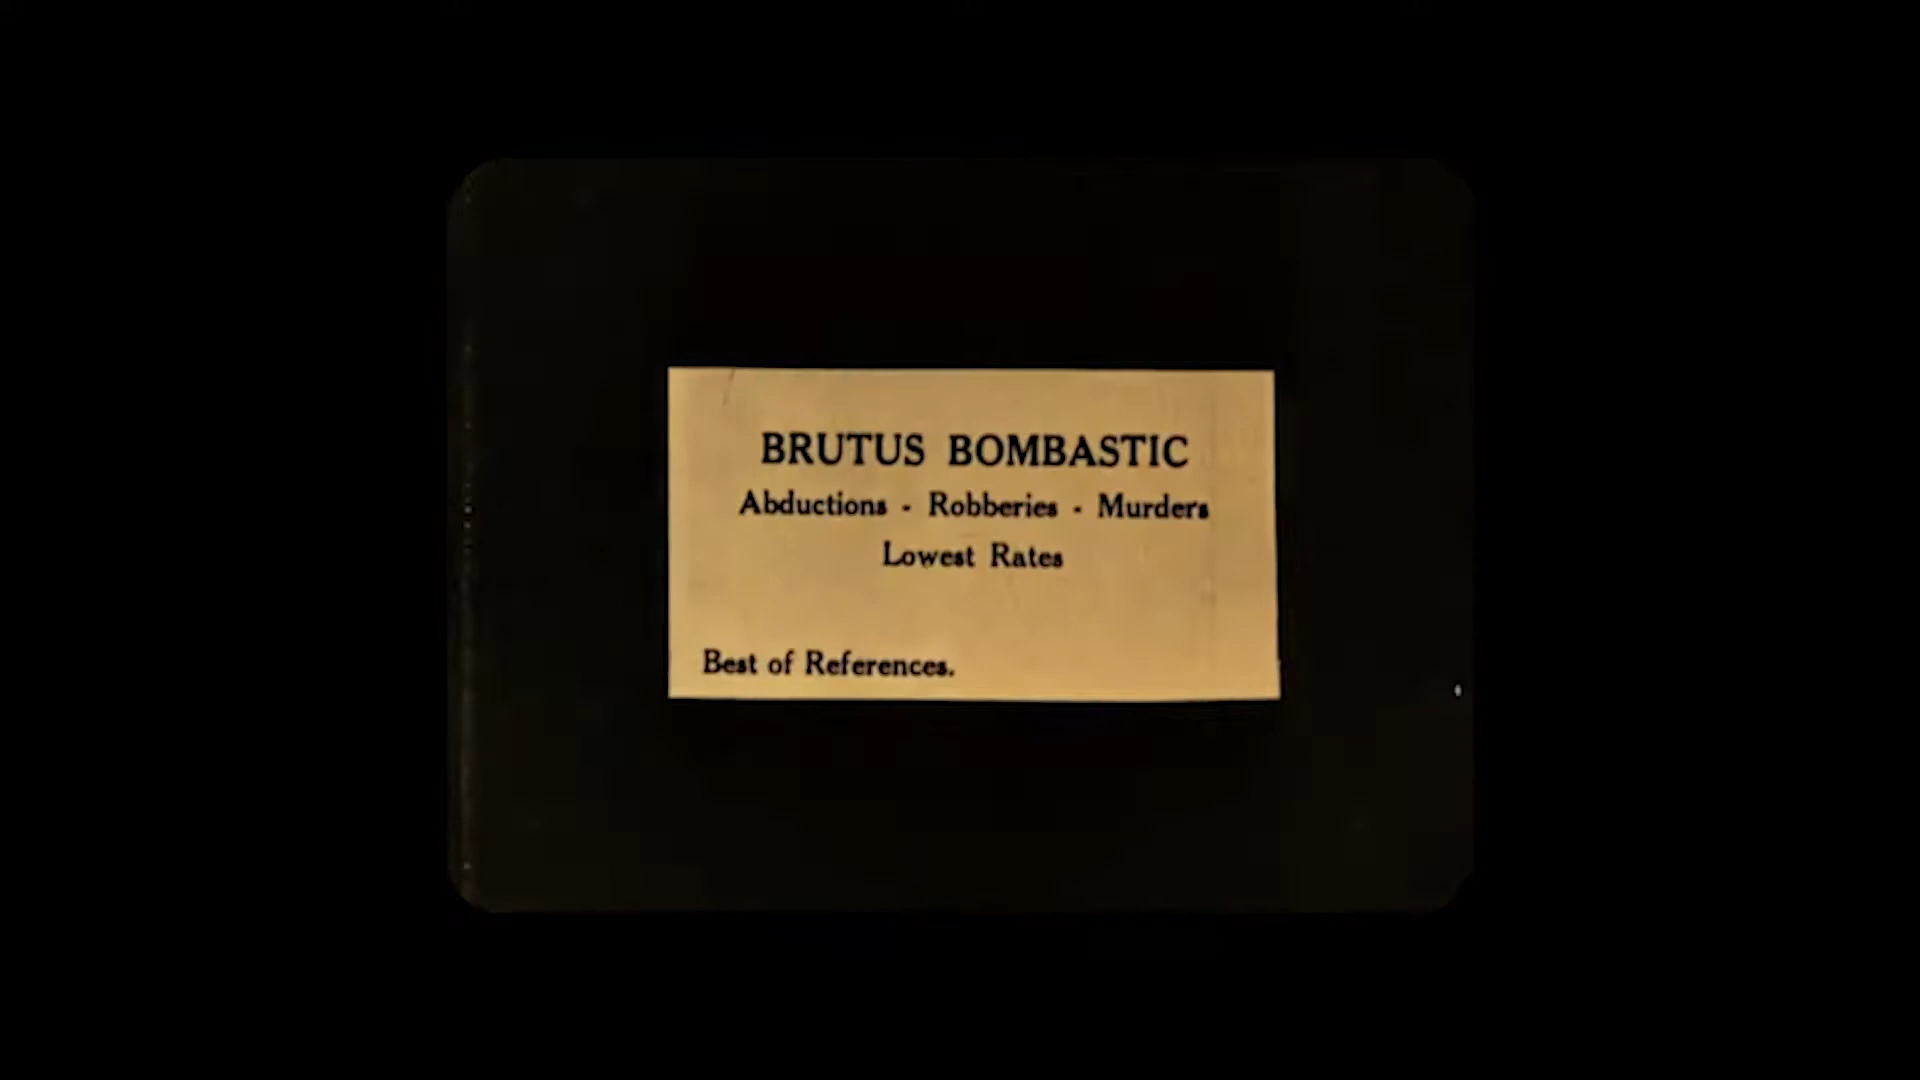 BRUTUS BOMBASTIC
Abductions - Robberies - Murders
Lowest Rates
Best of References.